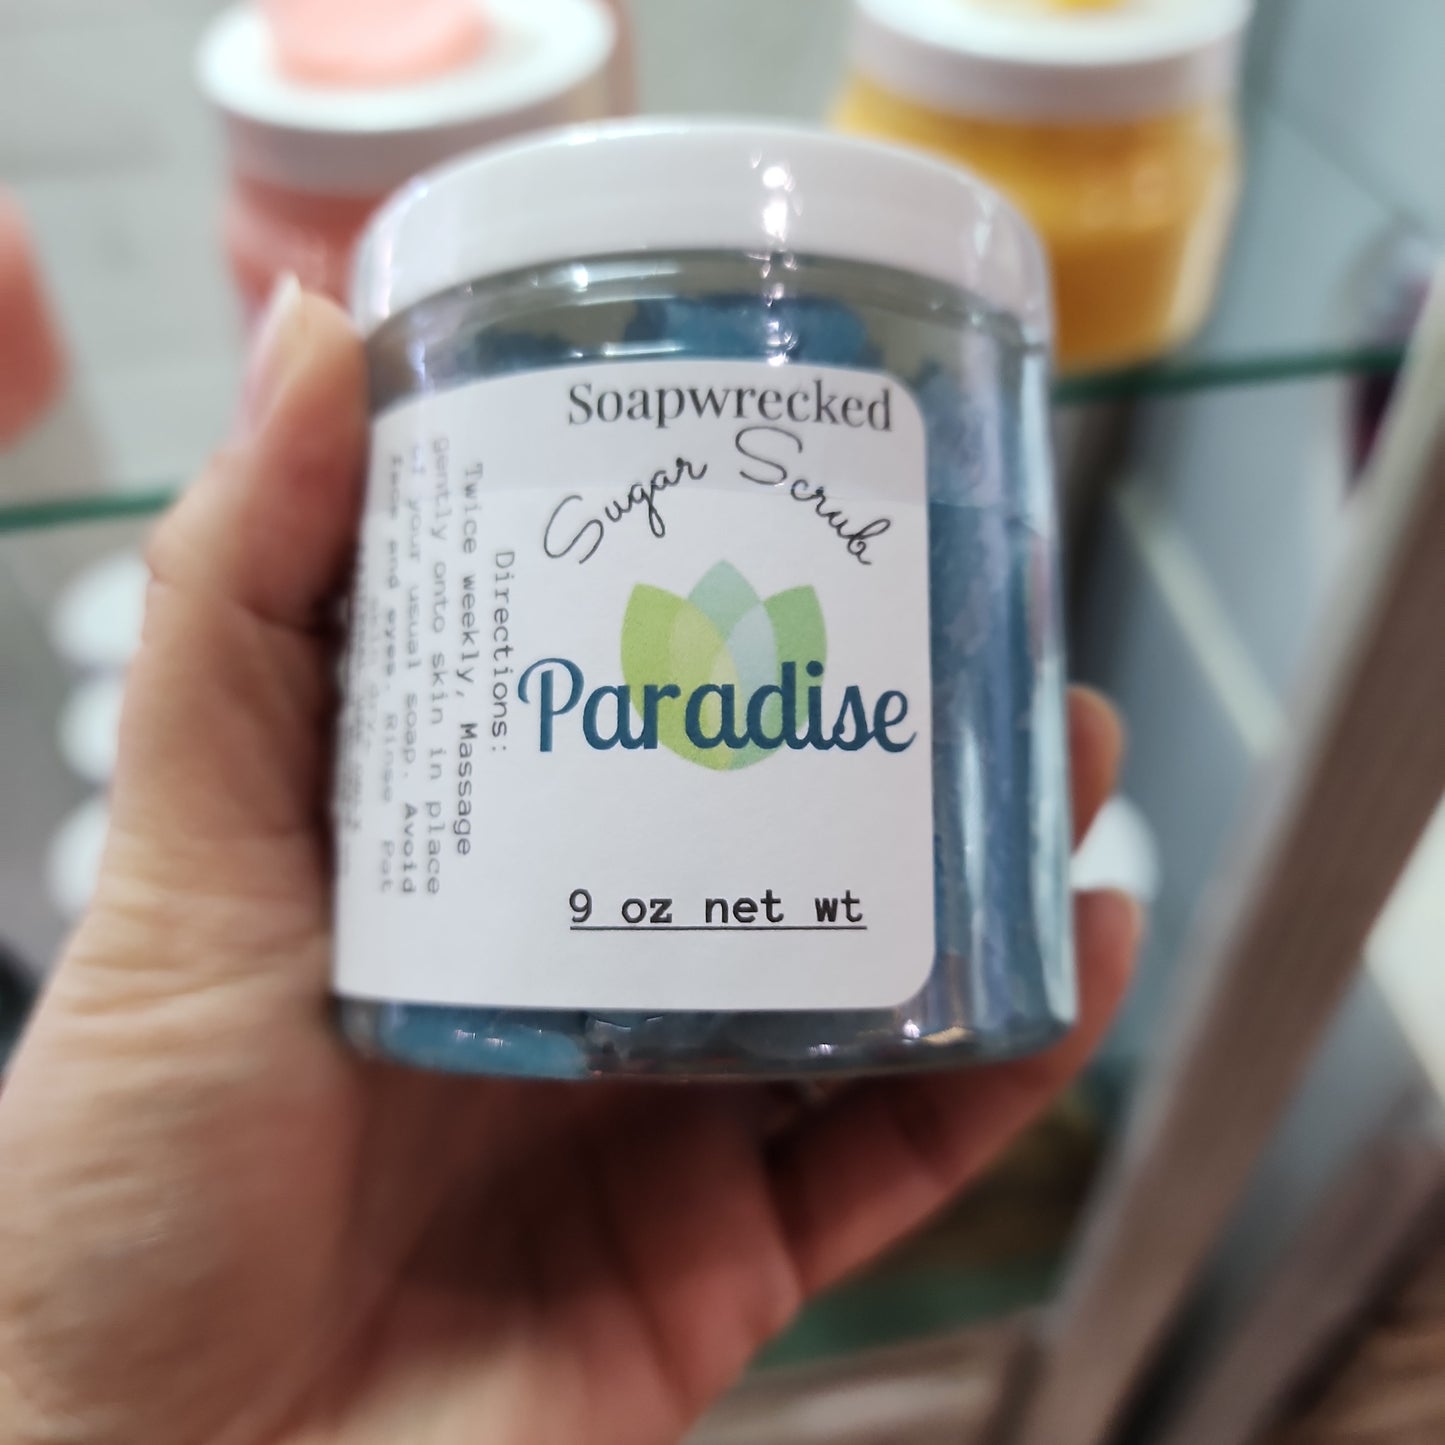 Soapwrecked
Sugar Scrub
Paradise
9 oz net wt
Directions:
Twice weekly, Massage
gently onto skin in place
of your usual soap. Avoid
face and eyes. Rinse Pat